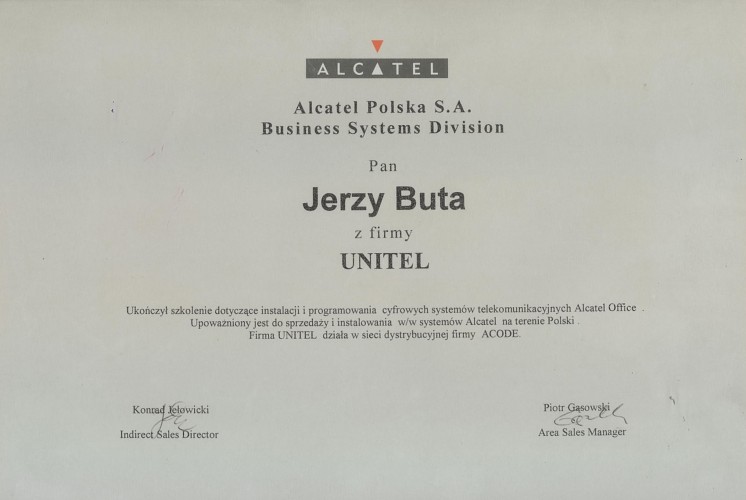 ALCATEL
Alcatel Polska S.A.
Business Systems Division
Pan
Jerzy Buta
z firmy
UNITEL
Ukończył szkolenie dotyczące instalacji i programowania cyfrowych systemów telekomunikacyjnych Alcatel Office .
Upoważniony jest do sprzedaży i instalowania w/w systemów Alcatel na terenie Polski .
Firma UNITEL działa w sieci dystrybucyjnej firmy ACODE.
Konrad Jełowicki
Indirect Sales Director
Piotr Gąsowski
Area Sales Manager